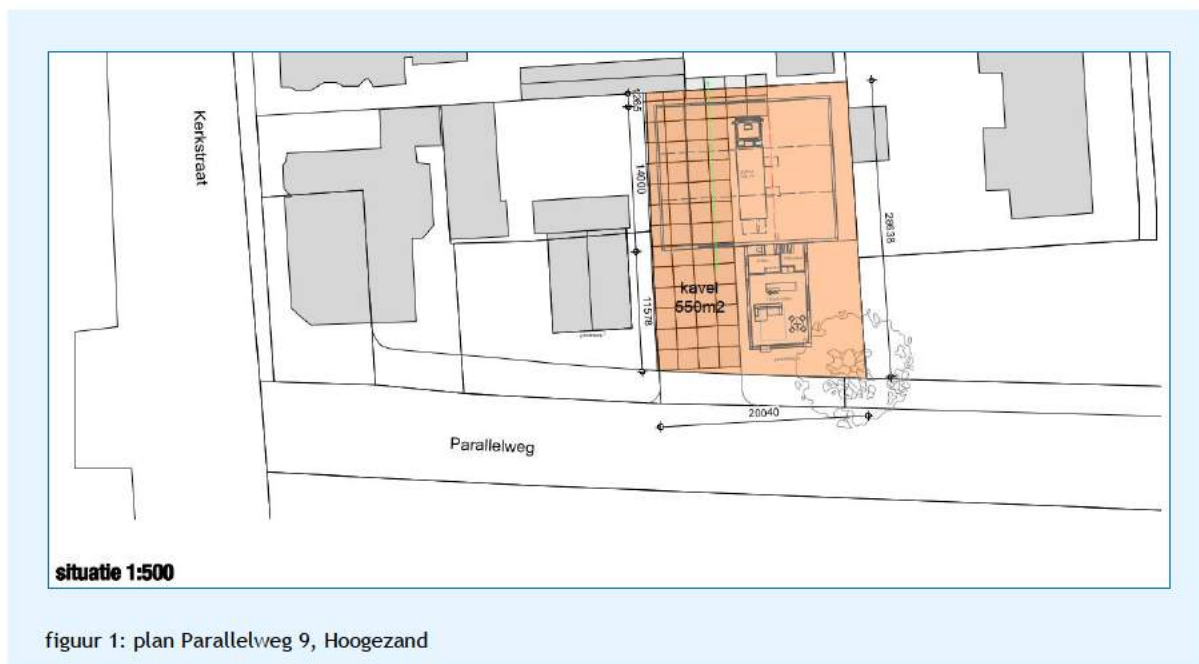 Kerkstraat
1265
14000
11578
28638
kavel
550m2
20040
Parallelweg
situatie 1:500
figuur 1: plan Parallelweg 9, Hoogezand